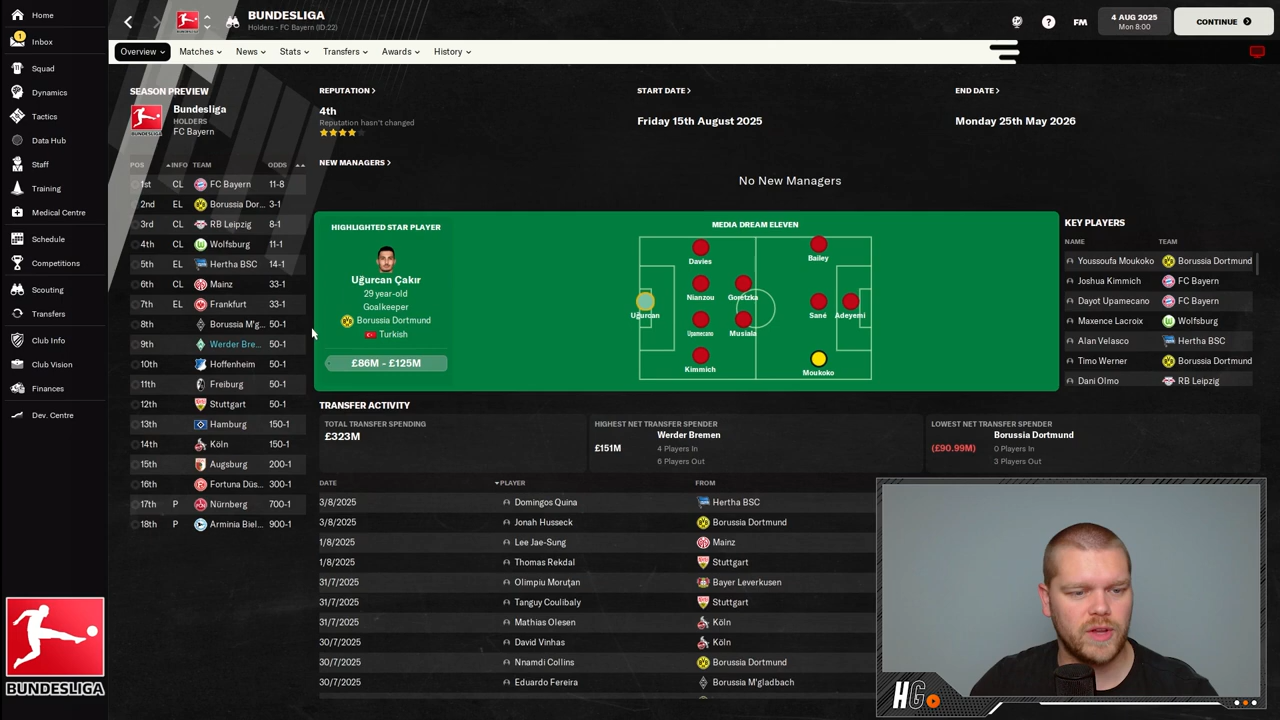 Home
BUNDESLIGA
Holders - FC Bayern (ID:22)
FM
4 AUG 2025
Mon 8:00
CONTINUE
1
Inbox
Squad
Dynamics
Tactics
Data Hub
Staff
Training
Medical Centre
Schedule
Competitions
Scouting
Transfers
Club Info
Club Vision
Finances
Dev. Centre
BUNDESLIGA
Overview
Matches
News
Stats
Transfers
Awards
History
SEASON PREVIEW
Bundesliga
HOLDERS
FC Bayern
POS INFO TEAM ODDS
1st CL FC Bayern 11-8
2nd EL Borussia Dor... 3-1
3rd CL RB Leipzig 8-1
4th CL Wolfsburg 11-1
5th EL Hertha BSC 14-1
6th CL Mainz 33-1
7th EL Frankfurt 33-1
8th Borussia M'g... 50-1
9th Werder Bre... 50-1
10th Hoffenheim 50-1
11th Freiburg 50-1
12th Stuttgart 50-1
13th Hamburg 150-1
14th Köln 150-1
15th Augsburg 200-1
16th Fortuna Düs... 300-1
17th P Nürnberg 700-1
18th P Arminia Biel... 900-1
REPUTATION
4th
Reputation hasn't changed
START DATE
Friday 15th August 2025
END DATE
Monday 25th May 2026
NEW MANAGERS
No New Managers
HIGHLIGHTED STAR PLAYER
Uğurcan Çakır
29 year-old
Goalkeeper
Borussia Dortmund
Turkish
£86M - £125M
MEDIA DREAM ELEVEN
Davies
Bailey
Nianzou
Goretzka
Uğurcan
Sané
Adeyemi
Upamecano
Musiala
Kimmich
Moukoko
KEY PLAYERS
NAME TEAM
Youssoufa Moukoko Borussia Dortmund
Joshua Kimmich FC Bayern
Dayot Upamecano FC Bayern
Maxence Lacroix Wolfsburg
Alan Velasco Hertha BSC
Timo Werner Borussia Dortmund
Dani Olmo RB Leipzig
TRANSFER ACTIVITY
TOTAL TRANSFER SPENDING
£323M
HIGHEST NET TRANSFER SPENDER
£151M
Werder Bremen
4 Players In
6 Players Out
LOWEST NET TRANSFER SPENDER
(£90.99M)
Borussia Dortmund
0 Players In
3 Players Out
DATE PLAYER FROM
3/8/2025 Domingos Quina Hertha BSC
3/8/2025 Jonah Husseck Borussia Dortmund
1/8/2025 Lee Jae-Sung Mainz
1/8/2025 Thomas Rekdal Stuttgart
31/7/2025 Olimpiu Moruţan Bayer Leverkusen
31/7/2025 Tanguy Coulibaly Stuttgart
31/7/2025 Mathias Olesen Köln
30/7/2025 David Vinhas Köln
30/7/2025 Nnamdi Collins Borussia Dortmund
30/7/2025 Eduardo Fereira Borussia M'gladbach
HG